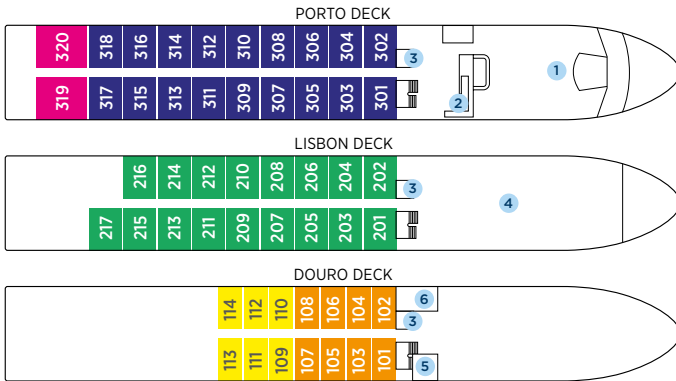 PORTO DECK
320 318 316 314 312 310 308 306 304 302
3
1
2
319 317 315 313 311 309 307 305 303 301
LISBON DECK
216 214 212 210 208 206 204 202
3
4
217 215 213 211 209 207 205 203 201
DOURO DECK
114 112 110 108 106 104 102
6
3
113 111 109 107 105 103 101
5